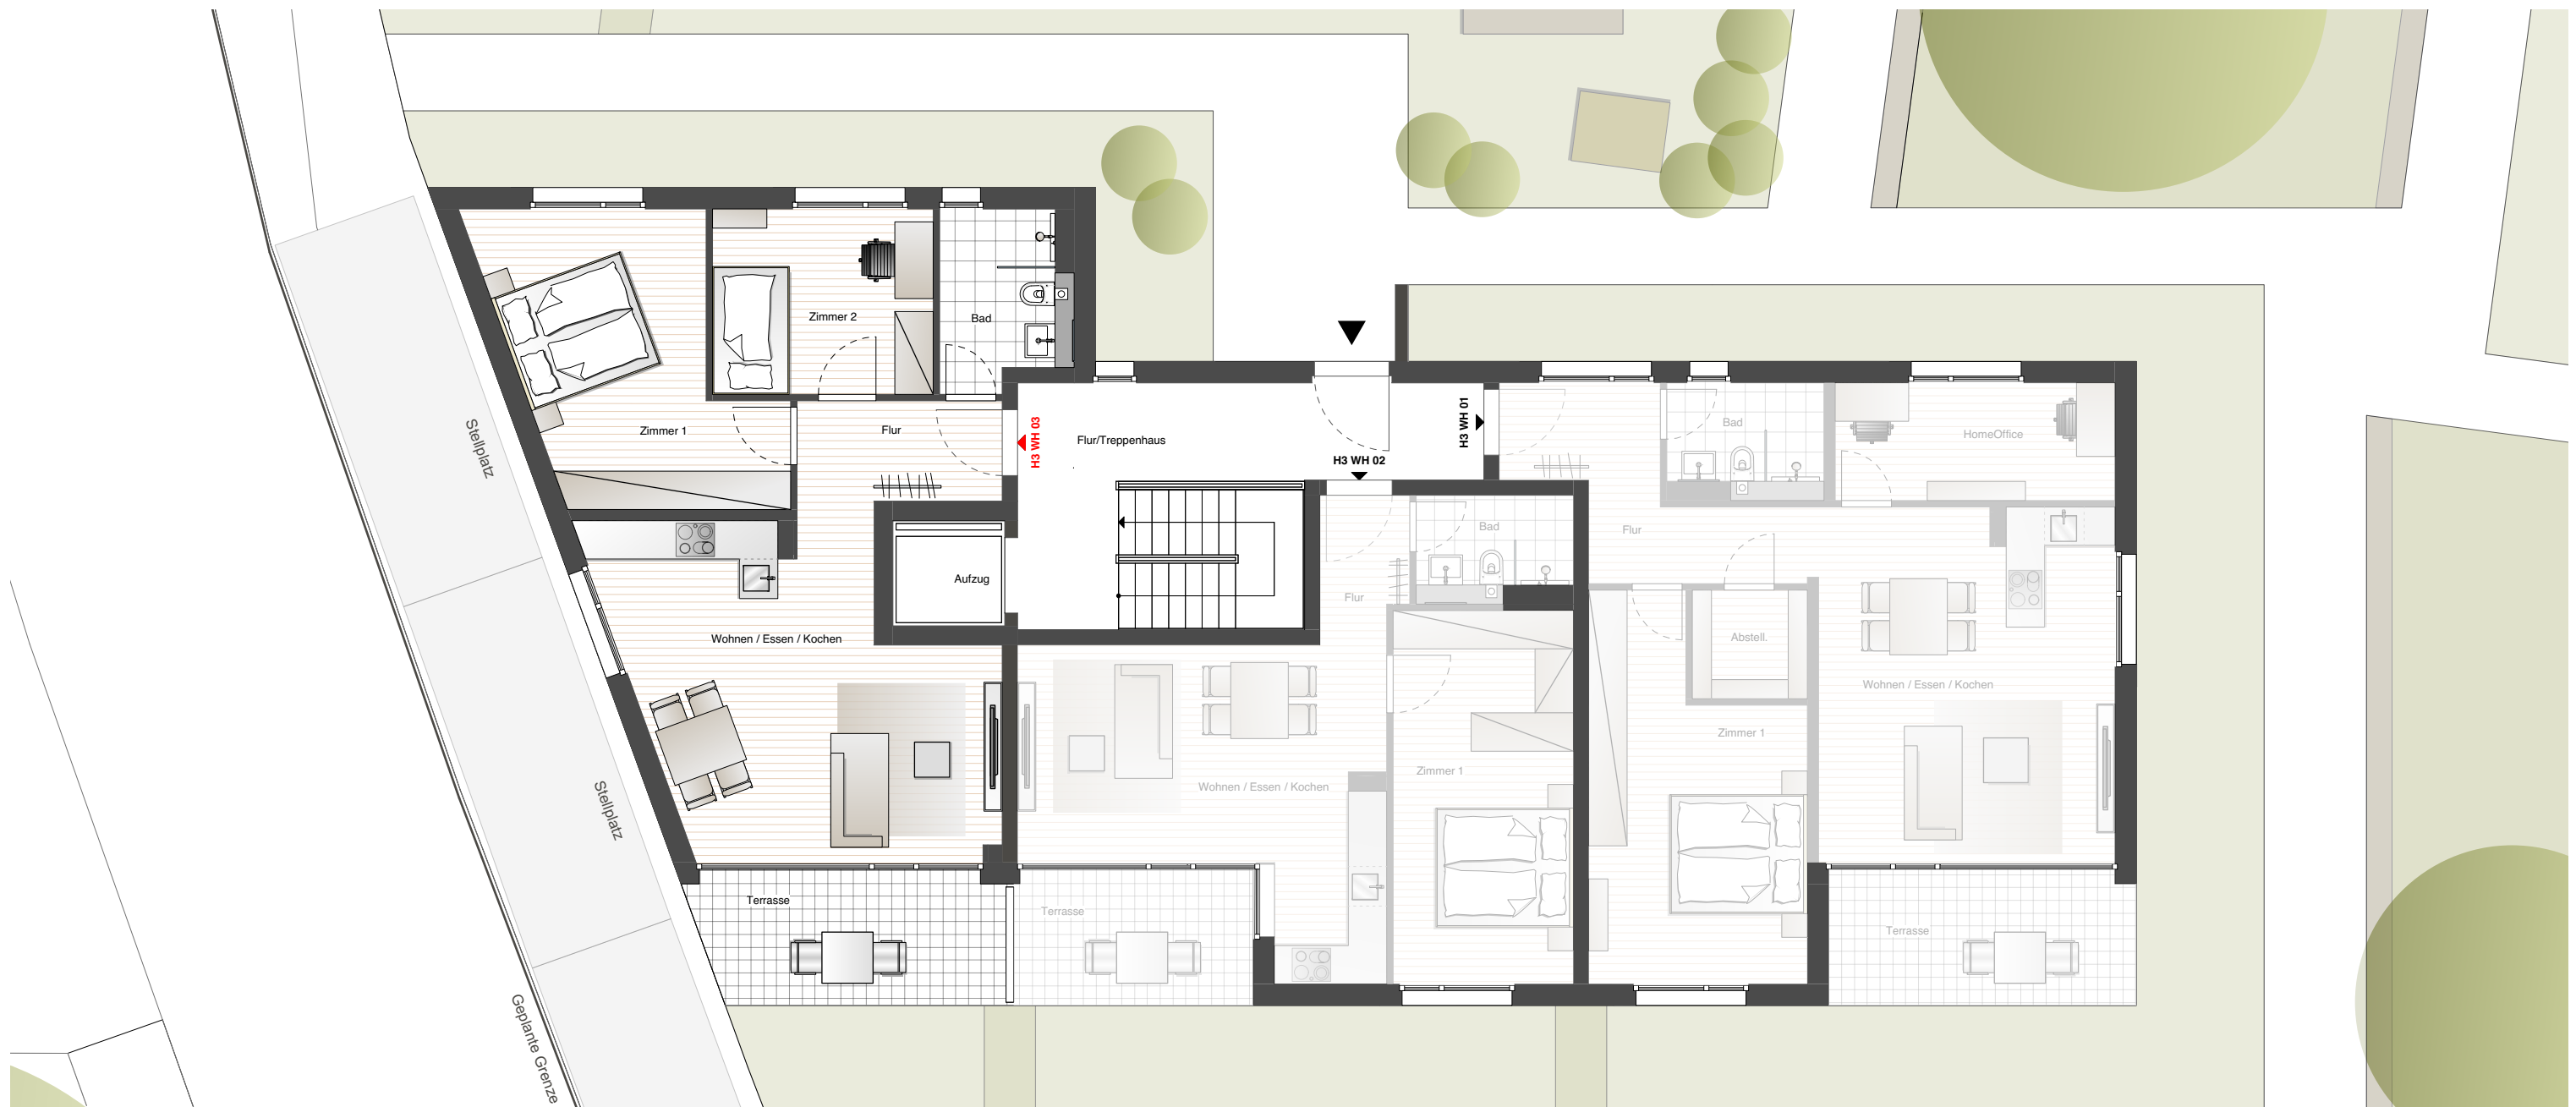 Zimmer 2
Bad
Zimmer 1
Flur
H3 WH 03
Flur/Treppenhaus
H3 WH 02
H3 WH 01
Bad
HomeOffice
Stellplatz
Aufzug
Bad
Flur
Flur
Wohnen / Essen / Kochen
Abstell.
Wohnen / Essen / Kochen
Zimmer 1
Zimmer 1
Wohnen / Essen / Kochen
Stellplatz
Terrasse
Terrasse
Terrasse
Geplante Grenze